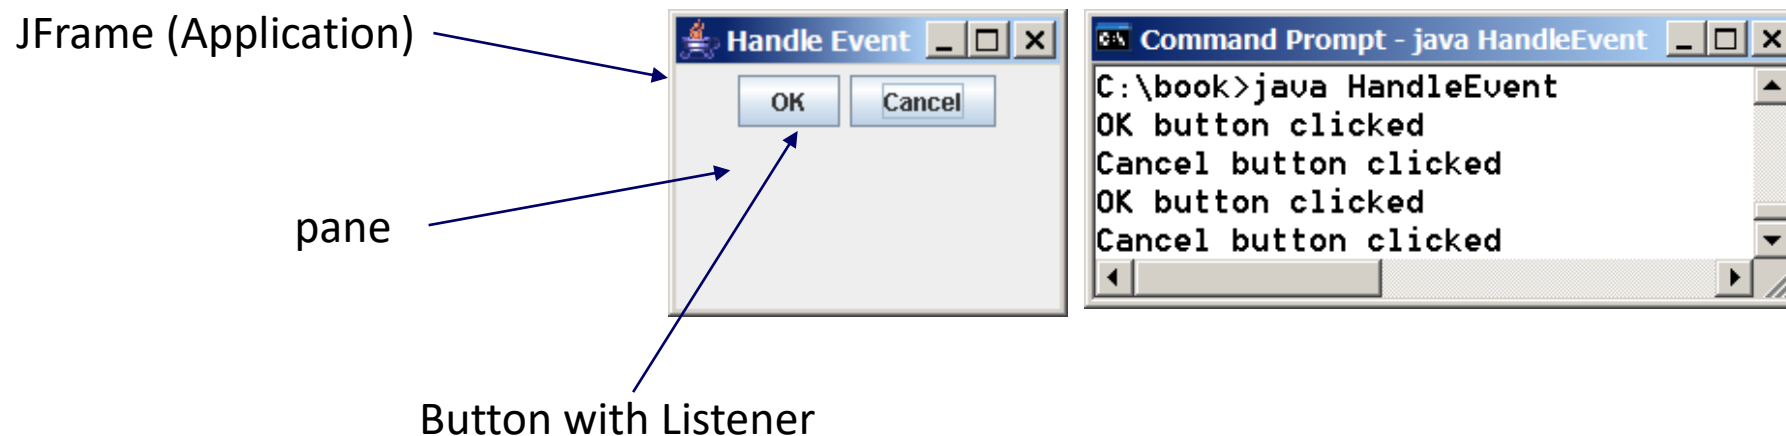 JFrame (Application)
Handle Event
OK
Cancel
pane
Button with Listener
Command Prompt - java HandleEvent
C:\book>java HandleEvent
OK button clicked
Cancel button clicked
OK button clicked
Cancel button clicked